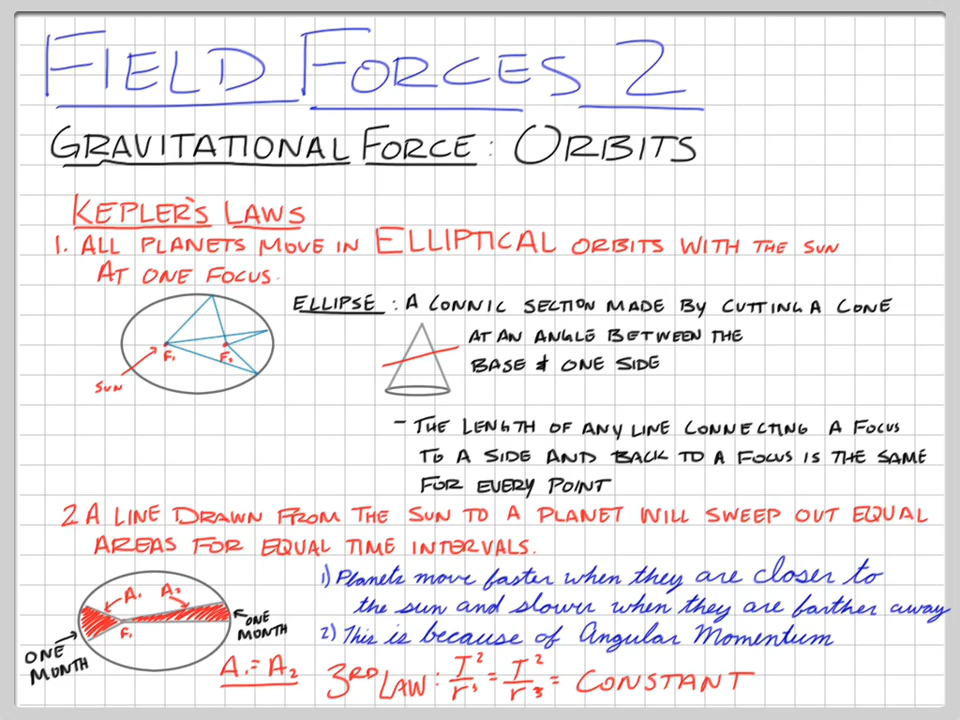 FIELD FORCES 2
GRAVITATIONAL FORCE: ORBITS
KEPLER'S LAWS
1. ALL PLANETS MOVE IN ELLIPTICAL ORBITS WITH THE SUN
AT ONE FOCUS.
ELLIPSE: A CONNIC SECTION MADE BY CUTTING A CONE
AT AN ANGLE BETWEEN THE
BASE & ONE SIDE
F₁ F₂
SUN
- THE LENGTH OF ANY LINE CONNECTING A FOCUS
TO A SIDE AND BACK TO A FOCUS IS THE SAME
FOR EVERY POINT
2 A LINE DRAWN FROM THE SUN TO A PLANET WILL SWEEP OUT EQUAL
AREAS FOR EQUAL TIME INTERVALS.
A₁ A₂
F₁
ONE
MONTH
ONE
MONTH
A₁ = A₂
1) Planets move faster when they are closer to
the sun and slower when they are farther away
2) This is because of Angular Momentum
3RD LAW: T²/r³ = T²/r³ = CONSTANT